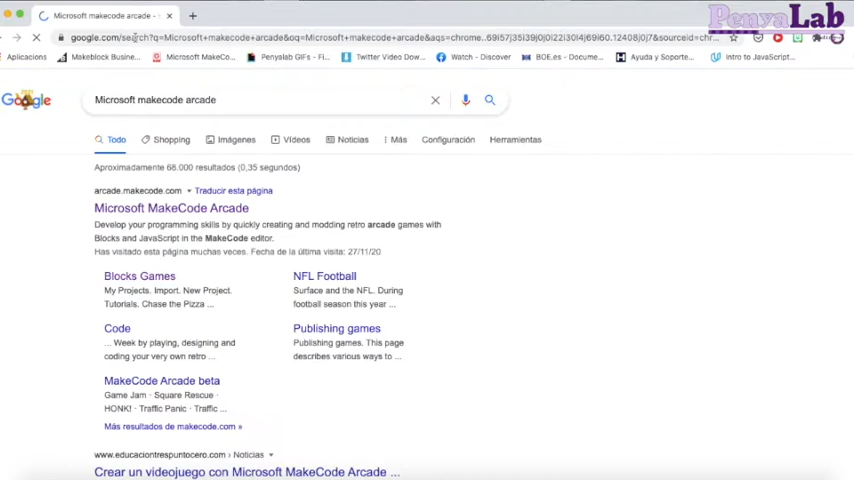 Microsoft makecode arcade - s
PenyaLab
google.com/search?q=Microsoft+makecode+arcade&oq=Microsoft+makecode+arcade&aqs=chrome..69i57j35i39j0j0i22i30l4j69i60.12408j0j7&sourceid=chr...
Aplicacions
Makeblock Busine...
Microsoft MakeCo...
Penyalab GIFs - Fi...
Twitter Video Dow...
Watch - Discover
BOE.es - Docume...
Ayuda y Soporte...
Intro to JavaScript...
Microsoft makecode arcade
Todo Shopping Imágenes Vídeos Noticias Más Configuración Herramientas
Aproximadamente 68.000 resultados (0,35 segundos)
arcade.makecode.com Traducir esta página
Microsoft MakeCode Arcade
Develop your programming skills by quickly creating and modding retro arcade games with
Blocks and JavaScript in the MakeCode editor.
Has visitado esta página muchas veces. Fecha de la última visita: 27/11/20
Blocks Games
My Projects. Import. New Project.
Tutorials. Chase the Pizza ...
NFL Football
Surface and the NFL. During
football season this year ...
Code
... Week by playing, designing and
coding your very own retro ...
Publishing games
Publishing games. This page
describes various ways to ...
MakeCode Arcade beta
Game Jam · Square Rescue ·
HONK! · Traffic Panic · Traffic ...
Más resultados de makecode.com »
www.educaciontrespuntocero.com › Noticias
Crear un videojuego con Microsoft MakeCode Arcade ...